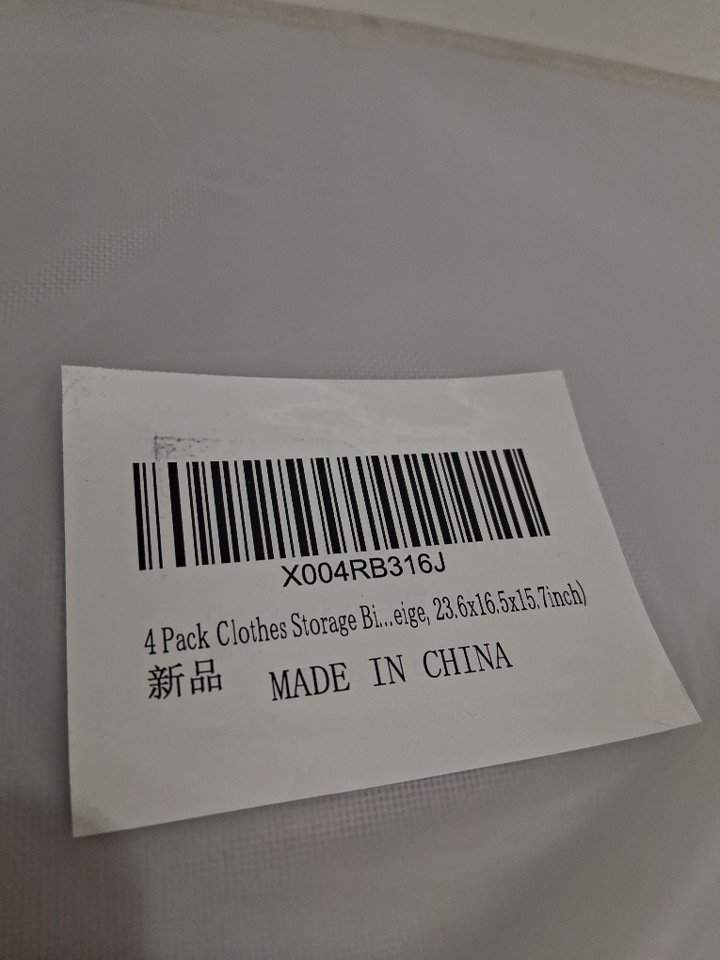 X004RB316J
4 Pack Clothes Storage Bi...eige, 23.6x16.5x15.7inch)
新品 MADE IN CHINA